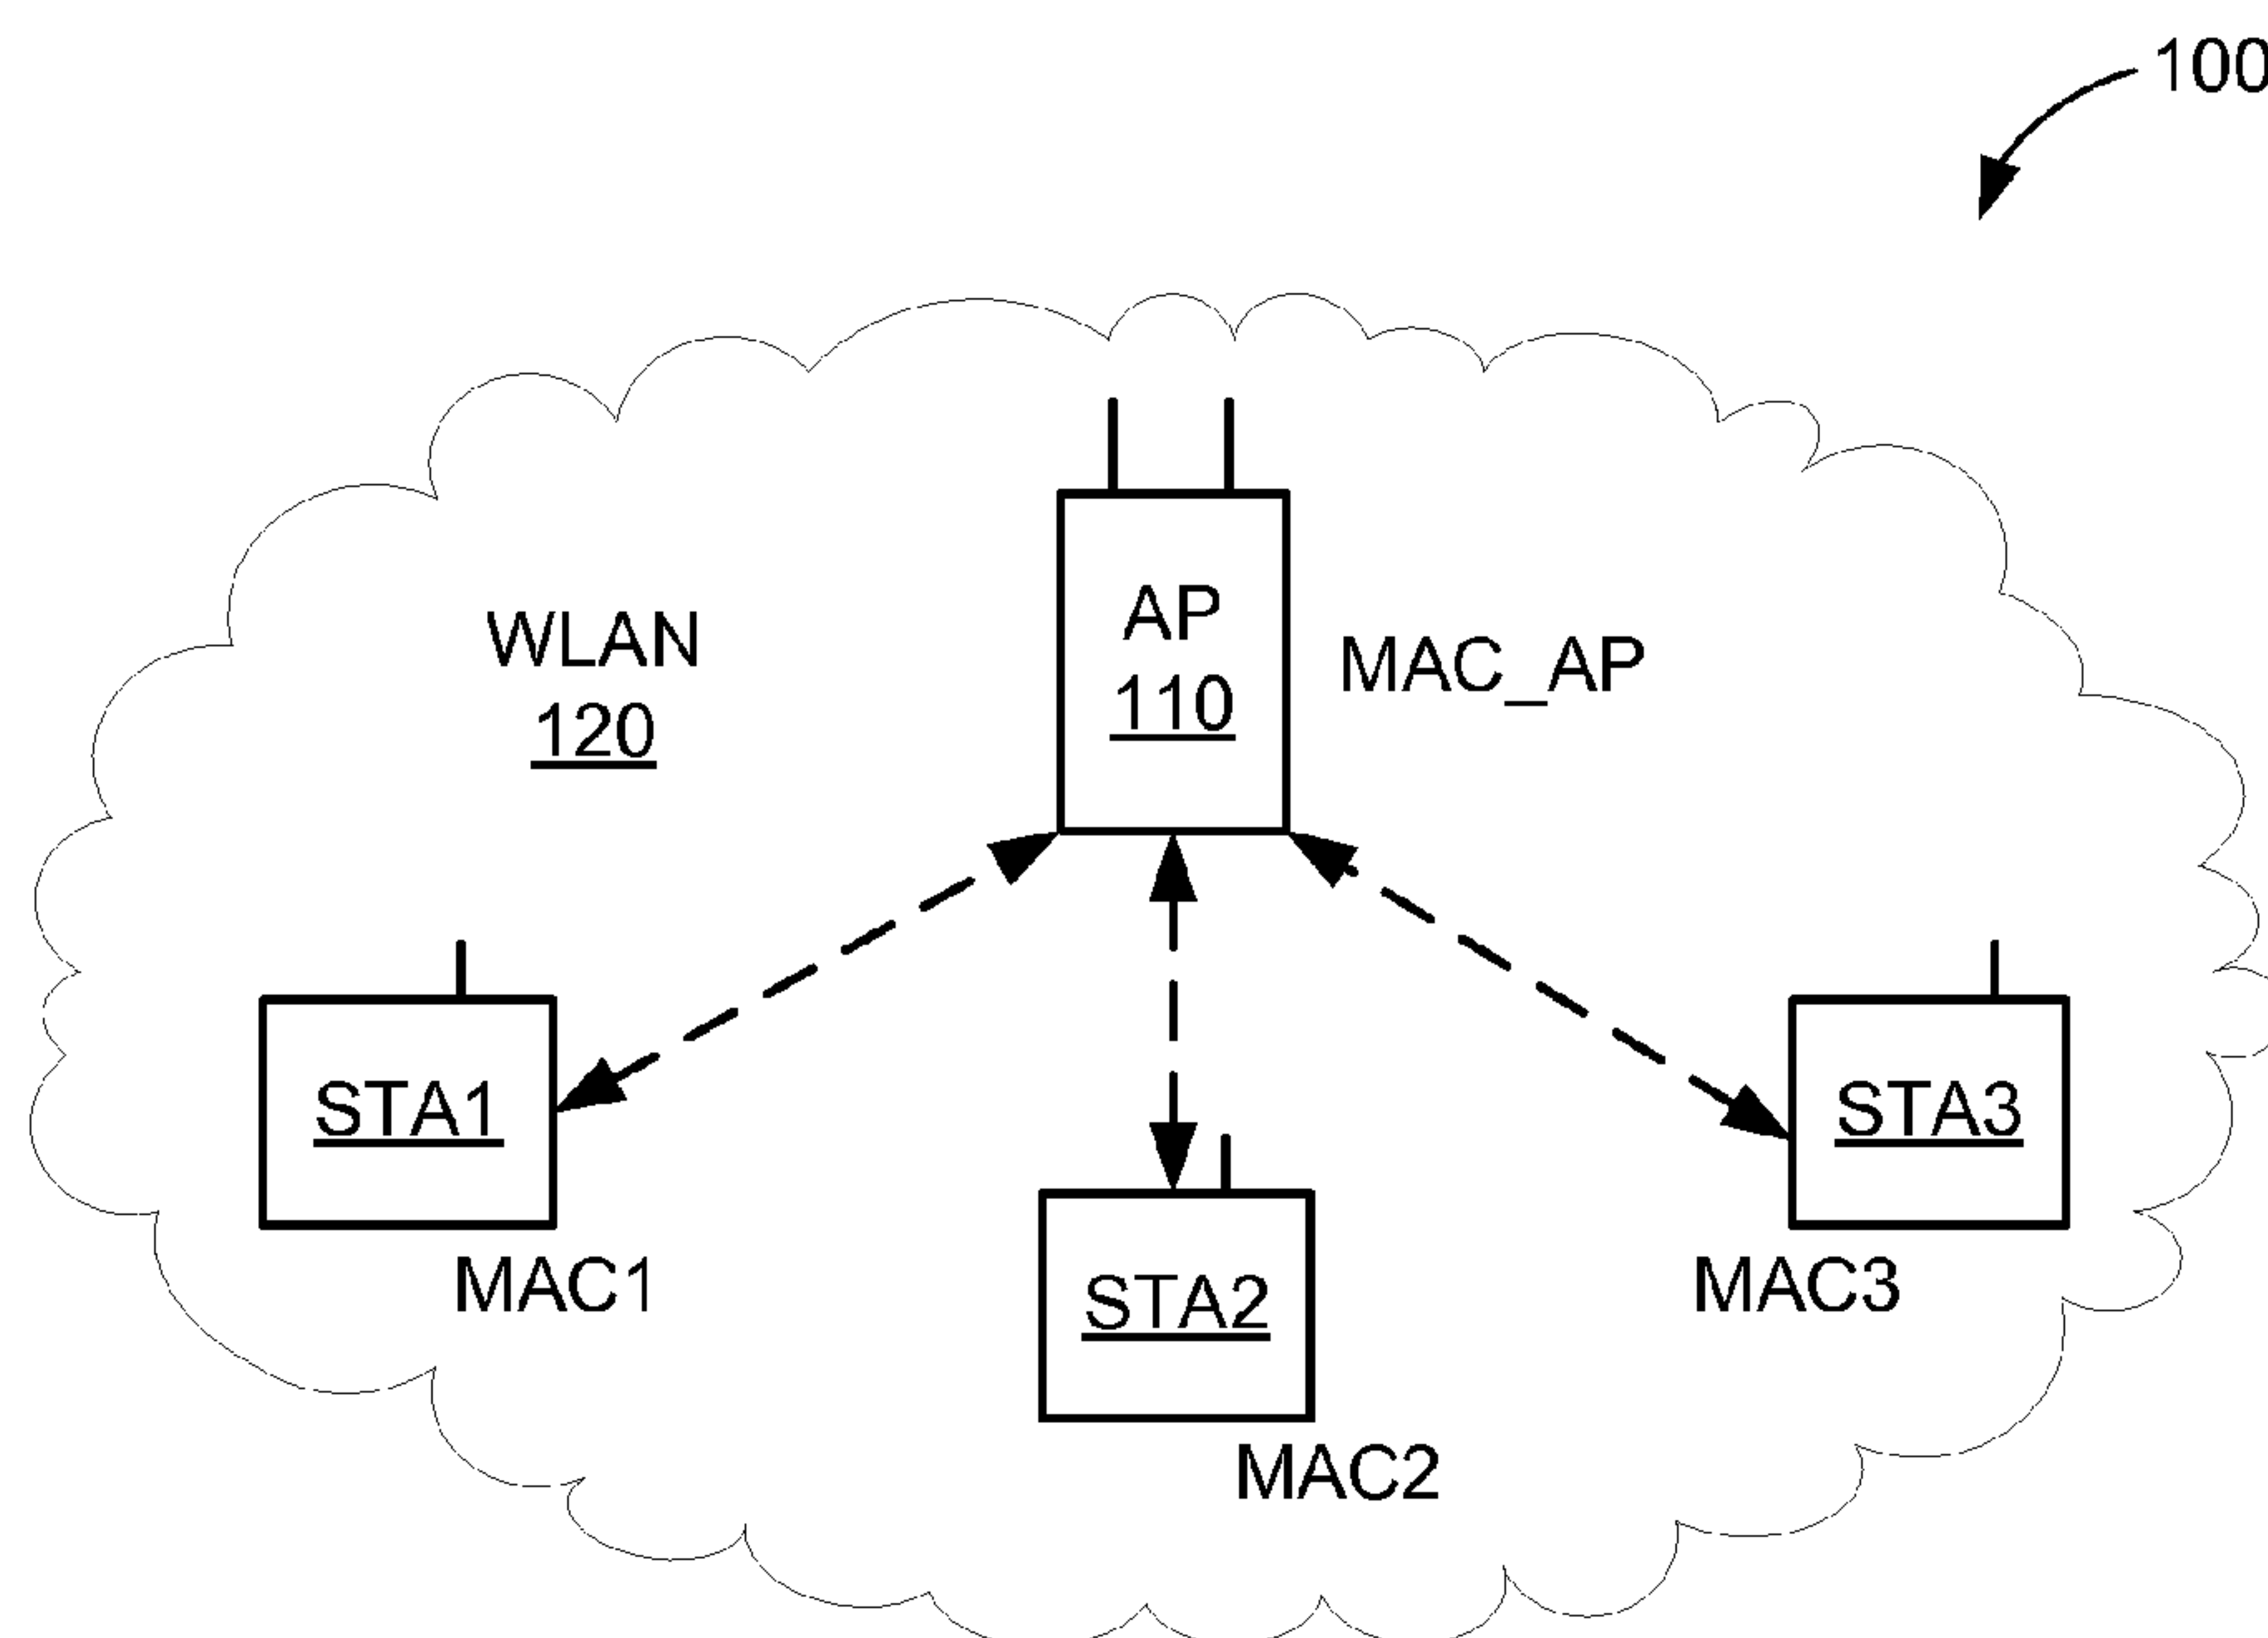 100
AP
110
MAC_AP
WLAN
120
STA1
MAC1
STA2
MAC2
STA3
MAC3